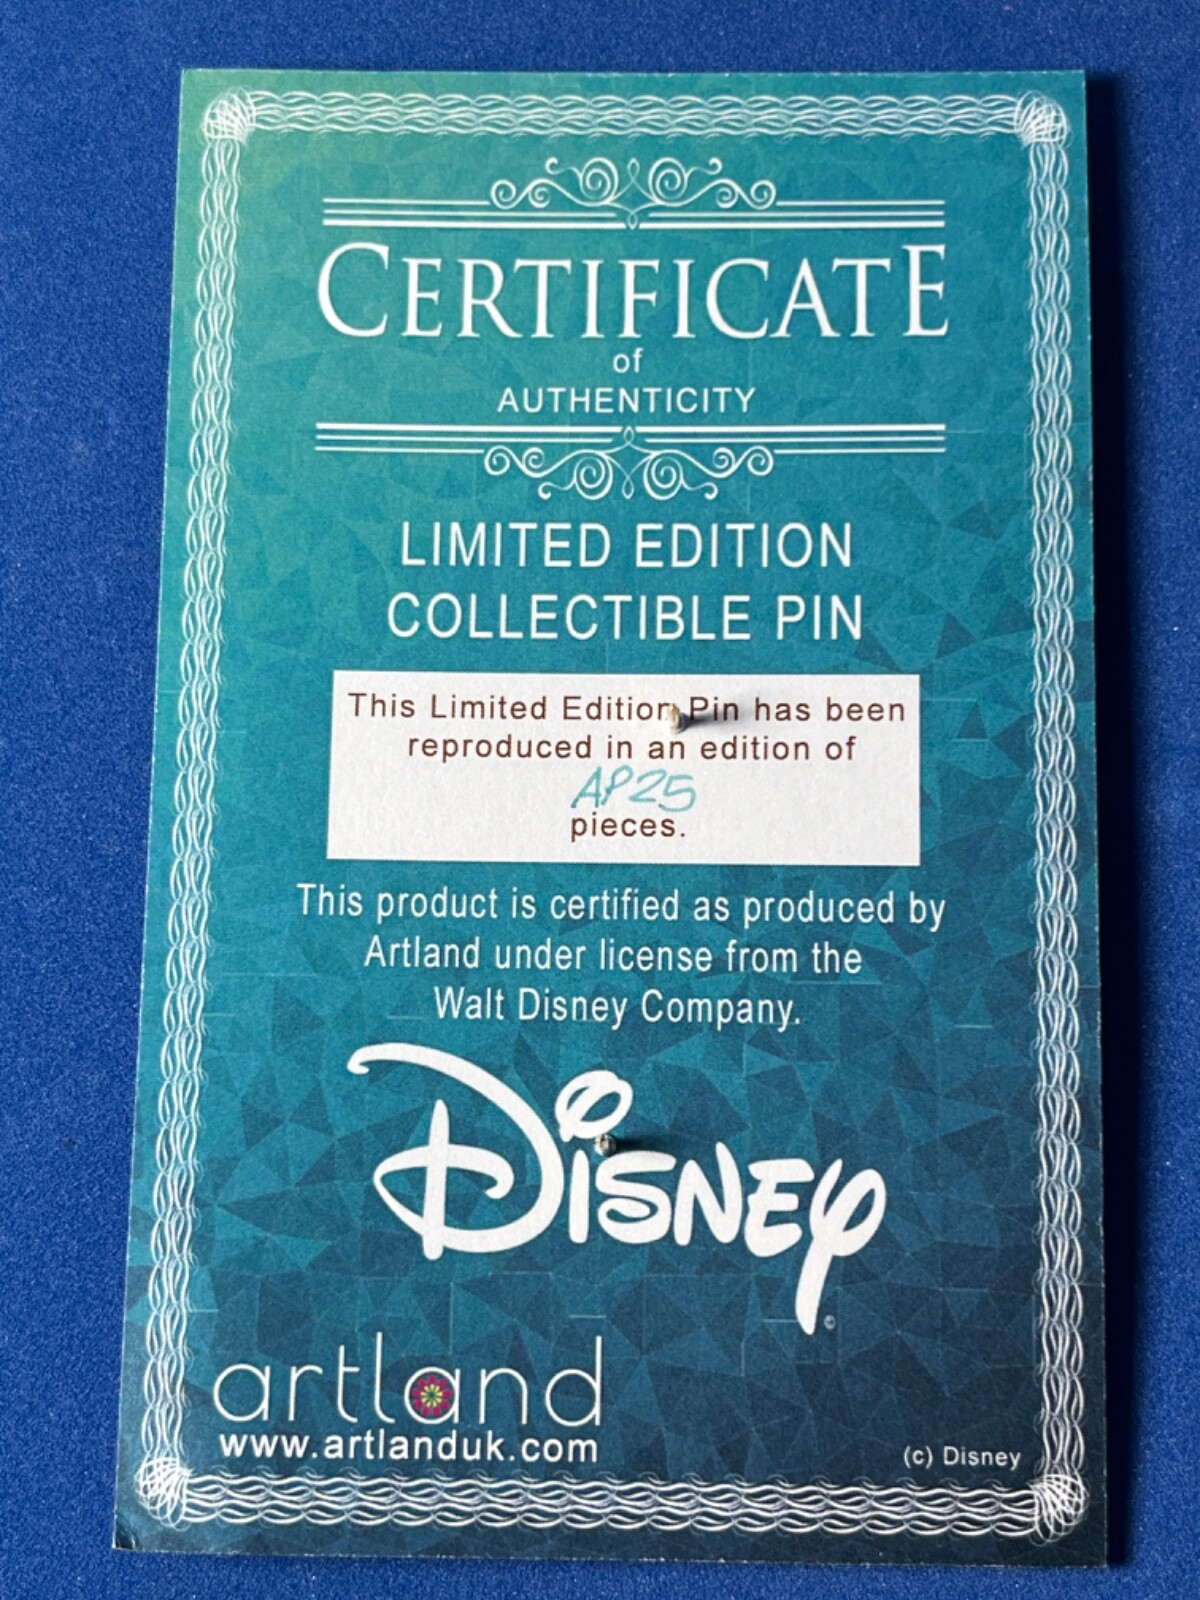 CERTIFICATE
of
AUTHENTICITY
LIMITED EDITION
COLLECTIBLE PIN
This Limited Edition Pin has been
reproduced in an edition of
AP25
pieces.
This product is certified as produced by
Artland under license from the
Walt Disney Company.
DISNEY
artland
www.artlanduk.com
(c) Disney